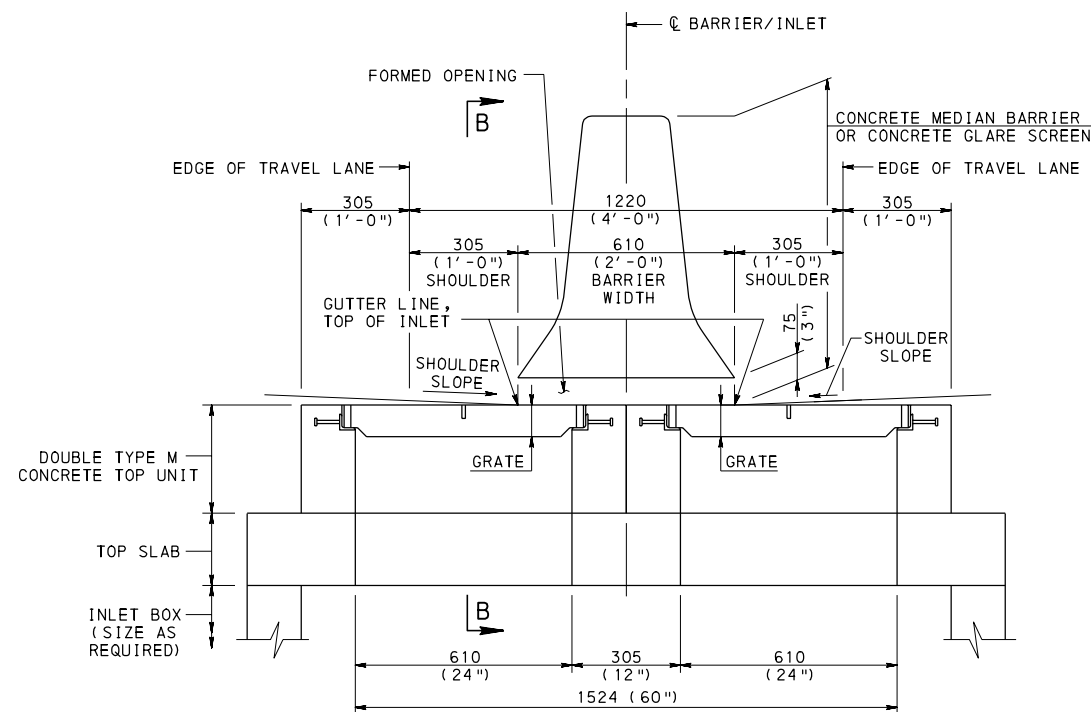 ℄ BARRIER/INLET
FORMED OPENING
B
CONCRETE MEDIAN BARRIER
OR CONCRETE GLARE SCREEN
EDGE OF TRAVEL LANE
EDGE OF TRAVEL LANE
305
(1'-0")
1220
(4'-0")
305
(1'-0")
305
(1'-0")
SHOULDER
610
(2'-0")
BARRIER
WIDTH
305
(1'-0")
SHOULDER
GUTTER LINE,
TOP OF INLET
75
(3")
SHOULDER
SLOPE
SHOULDER
SLOPE
GRATE
GRATE
DOUBLE TYPE M
CONCRETE TOP UNIT
TOP SLAB
INLET BOX
(SIZE AS
REQUIRED)
B
610
(24")
305
(12")
610
(24")
1524 (60")